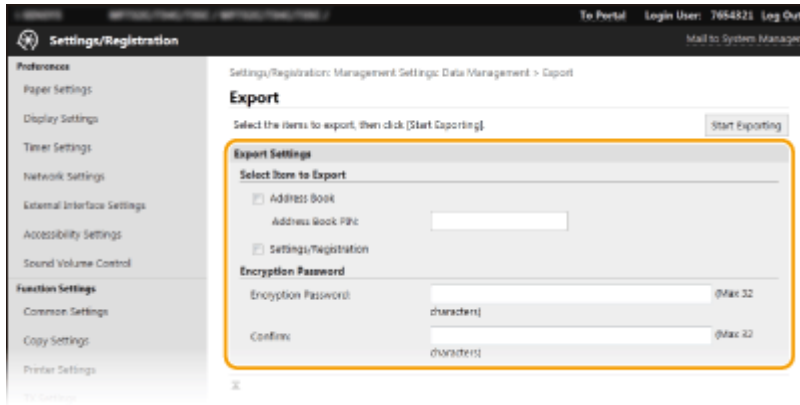 To Portal Login User: 7654321 Log Out
Settings/Registration
Mail to System Manager
Preferences
Paper Settings
Display Settings
Timer Settings
Network Settings
External Interface Settings
Accessibility Settings
Sound Volume Control
Function Settings
Common Settings
Copy Settings
Printer Settings
Settings/Registration: Management Settings: Data Management > Export
Export
Select the items to export, then click [Start Exporting].
Start Exporting
Export Settings
Select Item to Export
Address Book
Address Book PIN:
Settings/Registration
Encryption Password
Encryption Password:
(Max 32
characters)
Confirm:
(Max 32
characters)